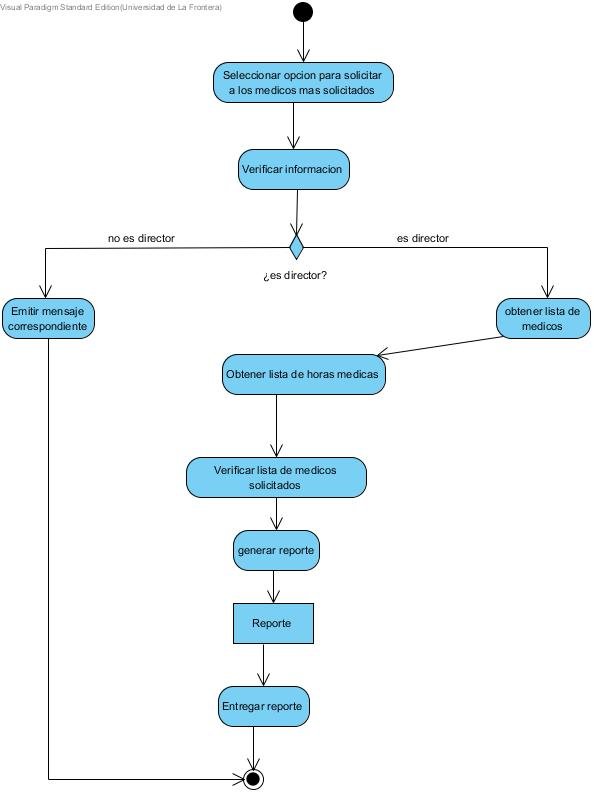 Visual Paradigm Standard Edition(Universidad de La Frontera)
Seleccionar opcion para solicitar
a los medicos mas solicitados
Verificar informacion
no es director
es director
¿es director?
Emitir mensaje
correspondiente
obtener lista de
medicos
Obtener lista de horas medicas
Verificar lista de medicos
solicitados
generar reporte
Reporte
Entregar reporte